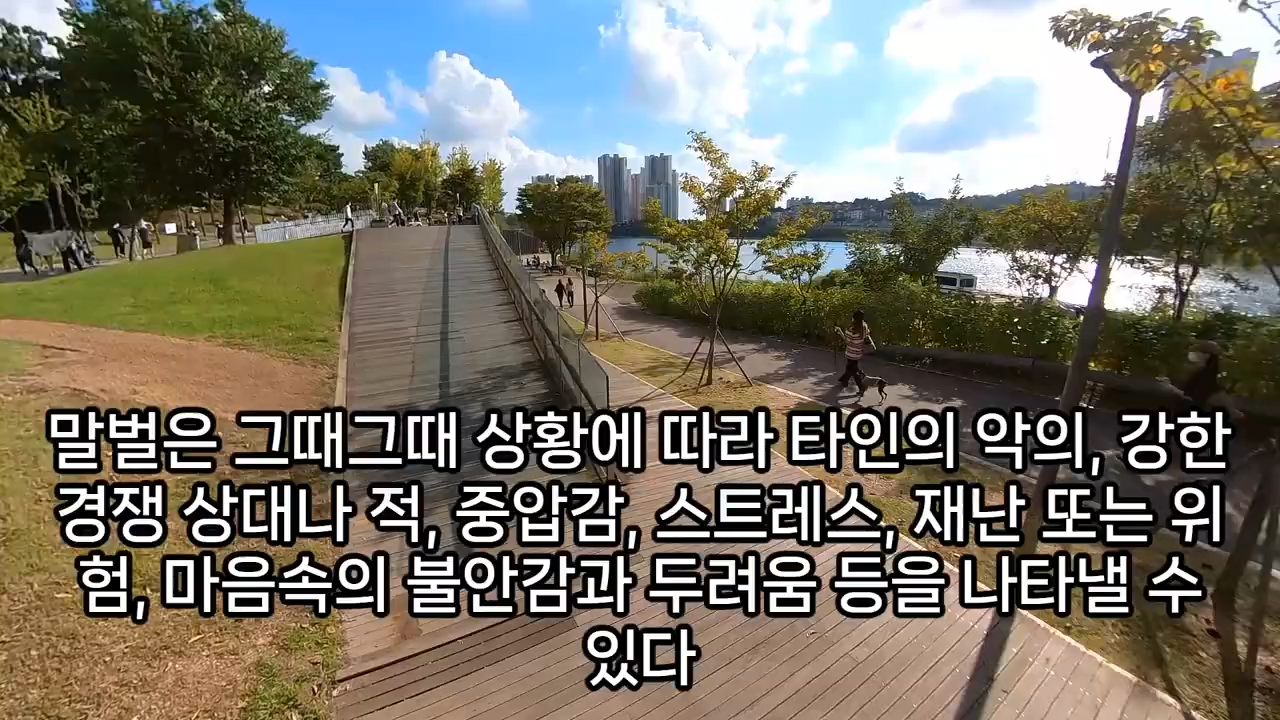 말벌은 그때그때 상황에 따라 타인의 악의, 강한
경쟁 상대나 적, 중압감, 스트레스, 재난 또는 위
험, 마음속의 불안감과 두려움 등을 나타낼 수
있다